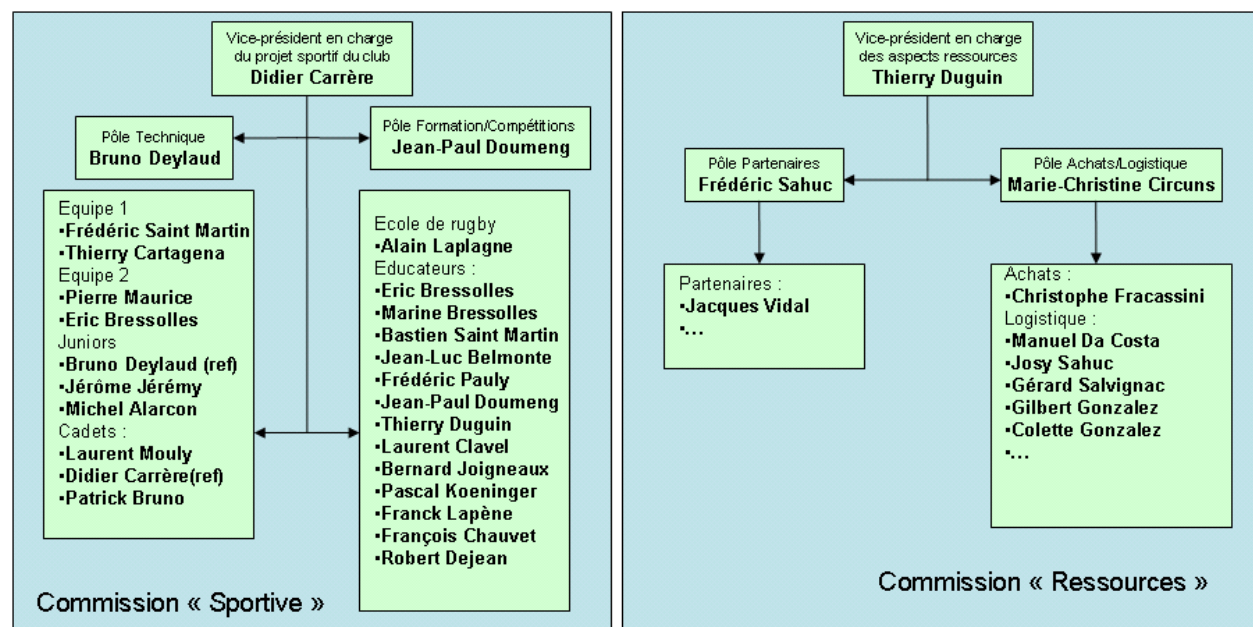 Vice-président en charge
du projet sportif du club
Didier Carrère
Pôle Technique
Bruno Deylaud
Pôle Formation/Compétitions
Jean-Paul Doumeng
Equipe 1
▪Frédéric Saint Martin
▪Thierry Cartagena
Equipe 2
▪Pierre Maurice
▪Eric Bressolles
Juniors
▪Bruno Deylaud (ref)
▪Jérôme Jérémy
▪Michel Alarcon
Cadets :
▪Laurent Mouly
▪Didier Carrère(ref)
▪Patrick Bruno
Ecole de rugby
▪Alain Laplagne
Educateurs :
▪Eric Bressolles
▪Marine Bressolles
▪Bastien Saint Martin
▪Jean-Luc Belmonte
▪Frédéric Pauly
▪Jean-Paul Doumeng
▪Thierry Duguin
▪Laurent Clavel
▪Bernard Joigneaux
▪Pascal Koeninger
▪Franck Lapène
▪François Chauvet
▪Robert Dejean
Commission « Sportive »
Vice-président en charge
des aspects ressources
Thierry Duguin
Pôle Partenaires
Frédéric Sahuc
Pôle Achats/Logistique
Marie-Christine Circuns
Partenaires :
▪Jacques Vidal
▪...
Achats :
▪Christophe Fracassini
Logistique :
▪Manuel Da Costa
▪Josy Sahuc
▪Gérard Salvignac
▪Gilbert Gonzalez
▪Colette Gonzalez
▪...
Commission « Ressources »